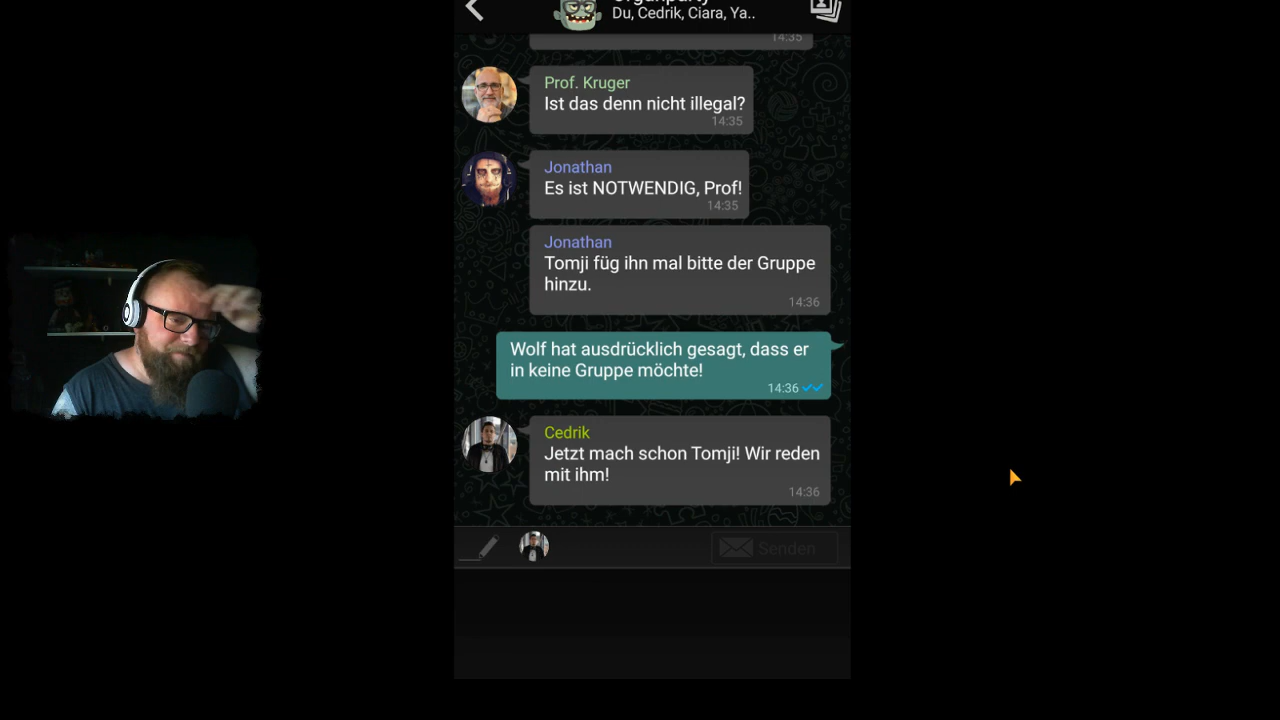 Du, Cedrik, Ciara, Ya..
14:35
Prof. Kruger
Ist das denn nicht illegal?
14:35
Jonathan
Es ist NOTWENDIG, Prof!
14:35
Jonathan
Tomji füg ihn mal bitte der Gruppe
hinzu.
14:36
Wolf hat ausdrücklich gesagt, dass er
in keine Gruppe möchte!
14:36
Cedrik
Jetzt mach schon Tomji! Wir reden
mit ihm!
14:36
Senden